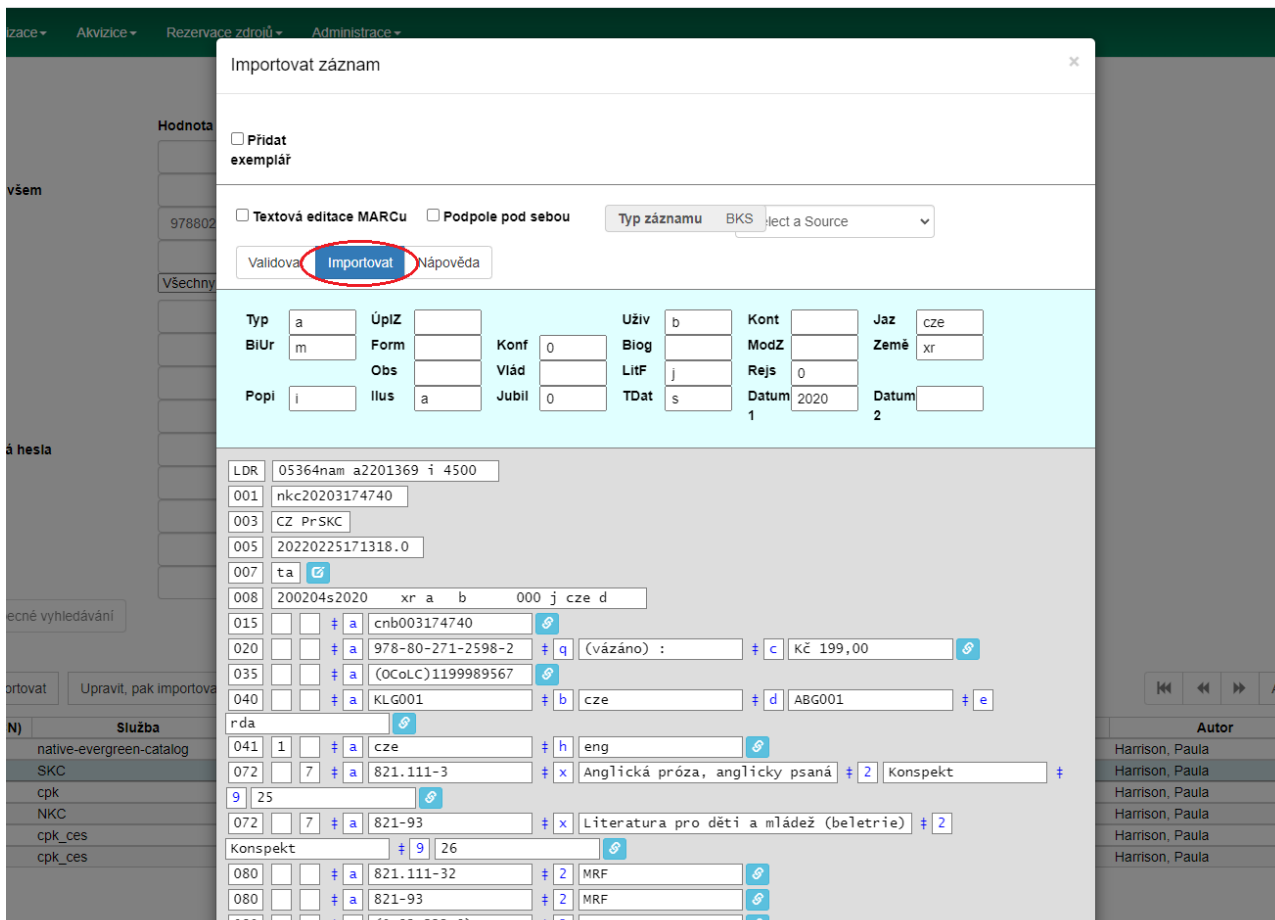 izace Akvizice Rezervace zdrojů Administrace
Importovat záznam ×
Hodnota
Přidat
exemplář
všem
978802
Textová editace MARCu Podpole pod sebou Typ záznamu BKS lect a Source
Validova Importovat Nápověda
Všechny
Typ a ÚplZ Uživ b Kont Jaz cze
BiUr m Form Konf 0 Biog ModZ Země xr
Obs Vlád LitF j Rejs 0
Popi i Ilus a Jubil 0 TDat s Datum 1 2020 Datum 2
á hesla
LDR 05364nam a2201369 i 4500
001 nkc20203174740
003 CZ PrSKC
005 20220225171318.0
007 ta
008 200204s2020 xr a b 000 j cze d
015 ‡ a cnb003174740
ecné vyhledávání
020 ‡ a 978-80-271-2598-2 ‡ q (vázáno) : ‡ c Kč 199,00
035 ‡ a (OCoLC)1199989567
ortovat Upravit, pak importova
040 ‡ a KLG001 ‡ b cze ‡ d ABG001 ‡ e
rda
N) Služba Autor
041 1 ‡ a cze ‡ h eng
native-evergreen-catalog Harrison, Paula
072 7 ‡ a 821.111-3 ‡ x Anglická próza, anglicky psaná ‡ 2 Konspekt ‡
SKC Harrison, Paula
9 25
cpk Harrison, Paula
072 7 ‡ a 821-93 ‡ x Literatura pro děti a mládež (beletrie) ‡ 2
NKC Harrison, Paula
Konspekt ‡ 9 26
cpk_ces Harrison, Paula
080 ‡ a 821.111-32 ‡ 2 MRF
cpk_ces Harrison, Paula
080 ‡ a 821-93 ‡ 2 MRF